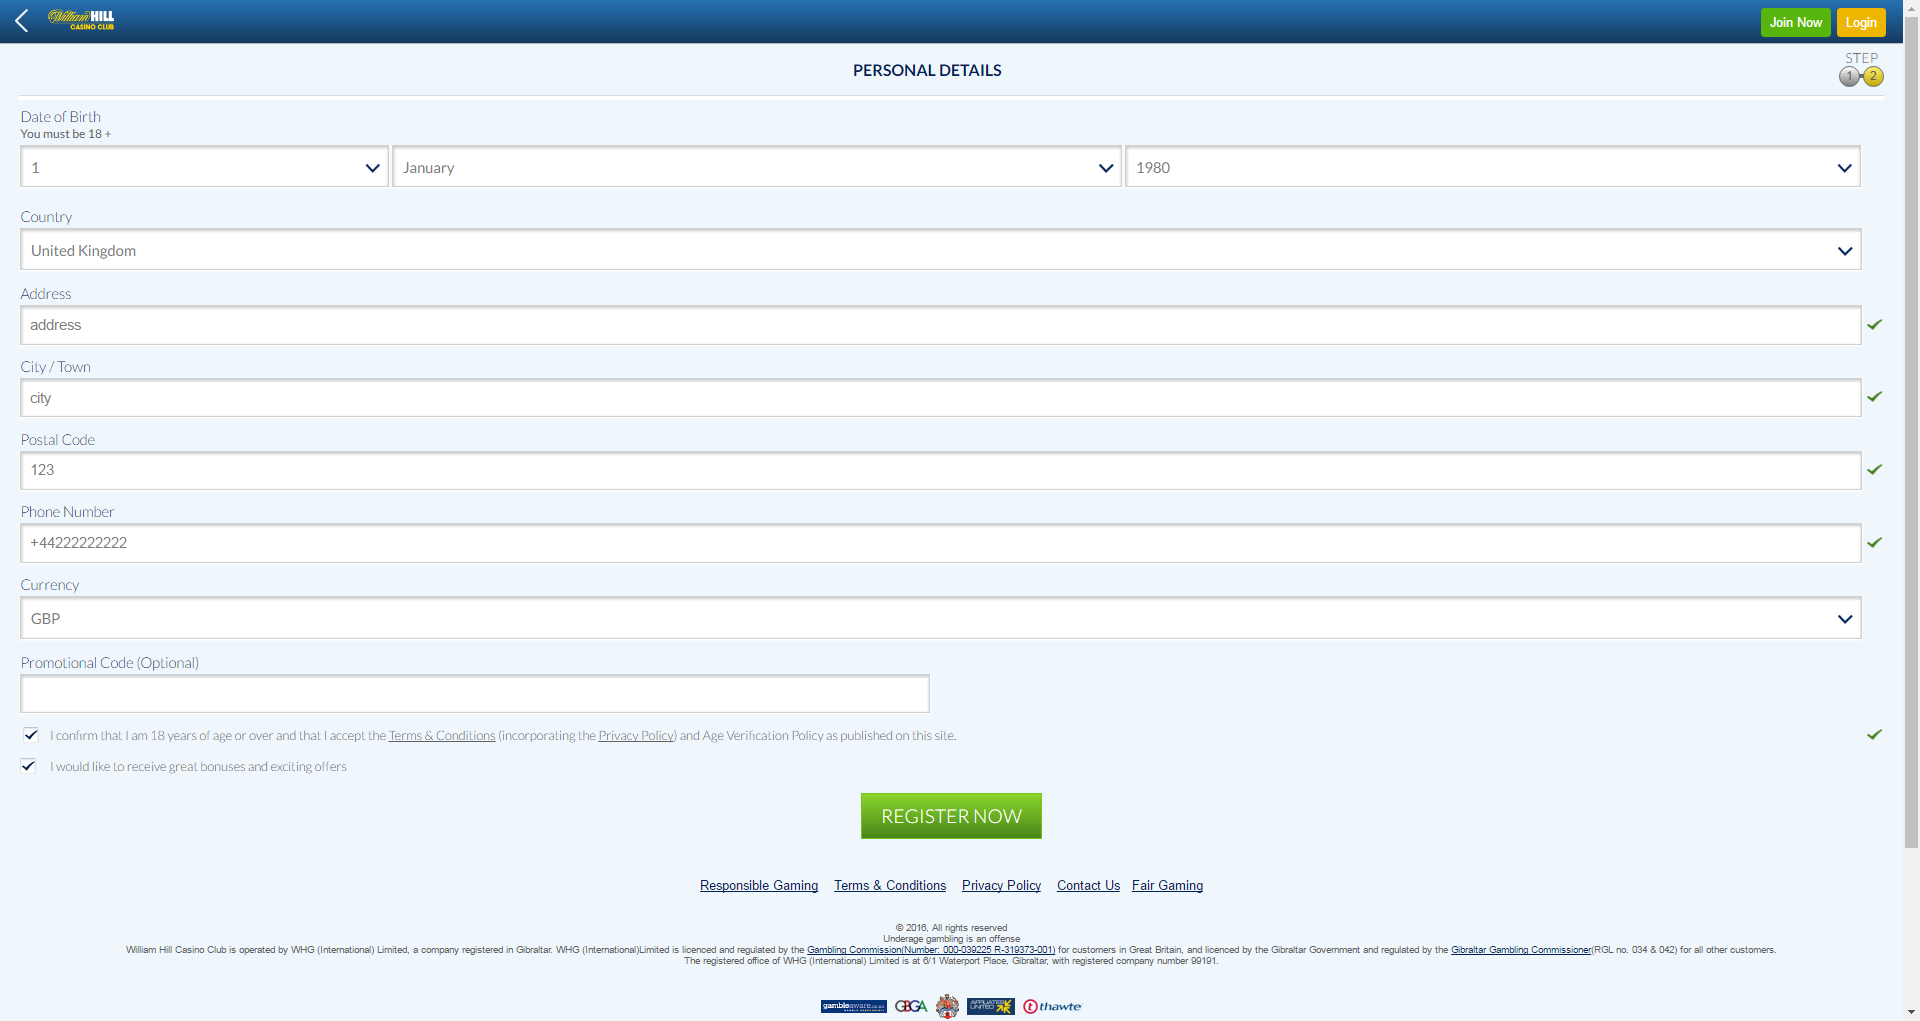 William HILL
CASINO CLUB
Join Now
Login
PERSONAL DETAILS
STEP
1 2
Date of Birth
You must be 18 +
1
January
1980
Country
United Kingdom
Address
address
City / Town
city
Postal Code
123
Phone Number
+44222222222
Currency
GBP
Promotional Code (Optional)
I confirm that I am 18 years of age or over and that I accept the Terms & Conditions (incorporating the Privacy Policy) and Age Verification Policy as published on this site.
I would like to receive great bonuses and exciting offers
REGISTER NOW
Responsible Gaming Terms & Conditions Privacy Policy Contact Us Fair Gaming
© 2016, All rights reserved
Underage gambling is an offense
William Hill Casino Club is operated by WHG (International) Limited, a company registered in Gibraltar. WHG (International)Limited is licenced and regulated by the Gambling Commission(Number: 000-039225 R-319373-001) for customers in Great Britain, and licenced by the Gibraltar Government and regulated by the Gibraltar Gambling Commissioner(RGL no. 034 & 042) for all other customers.
The registered office of WHG (International) Limited is at 6/1 Waterport Place, Gibraltar, with registered company number 99191.
gambleaware.co.uk
GBGA
AFFILIATES UNITED
thawte